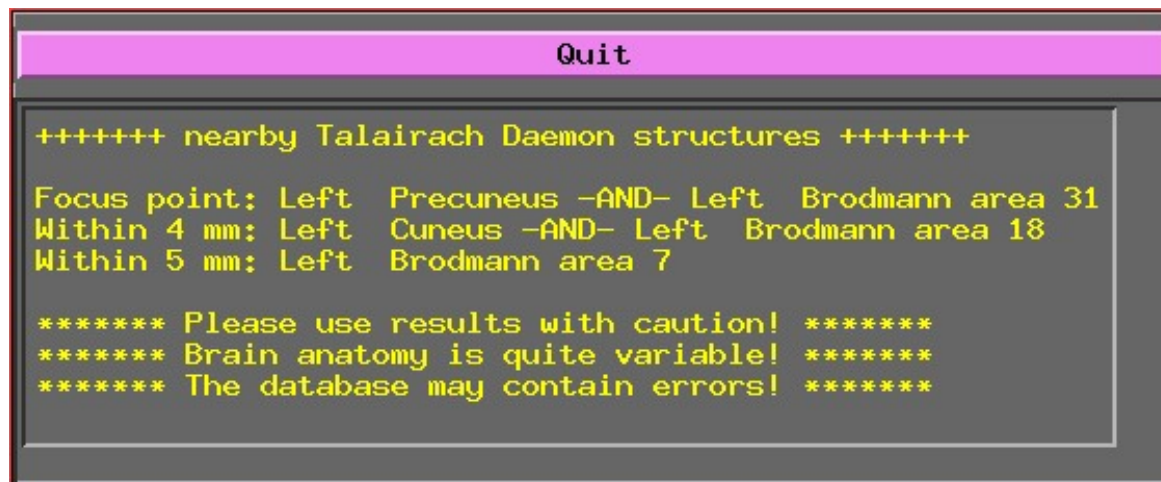 Quit
+++++++ nearby Talairach Daemon structures +++++++
Focus point: Left  Precuneus -AND- Left  Brodmann area 31
Within 4 mm: Left  Cuneus -AND- Left  Brodmann area 18
Within 5 mm: Left  Brodmann area 7
******* Please use results with caution! *******
******* Brain anatomy is quite variable! *******
******* The database may contain errors! *******